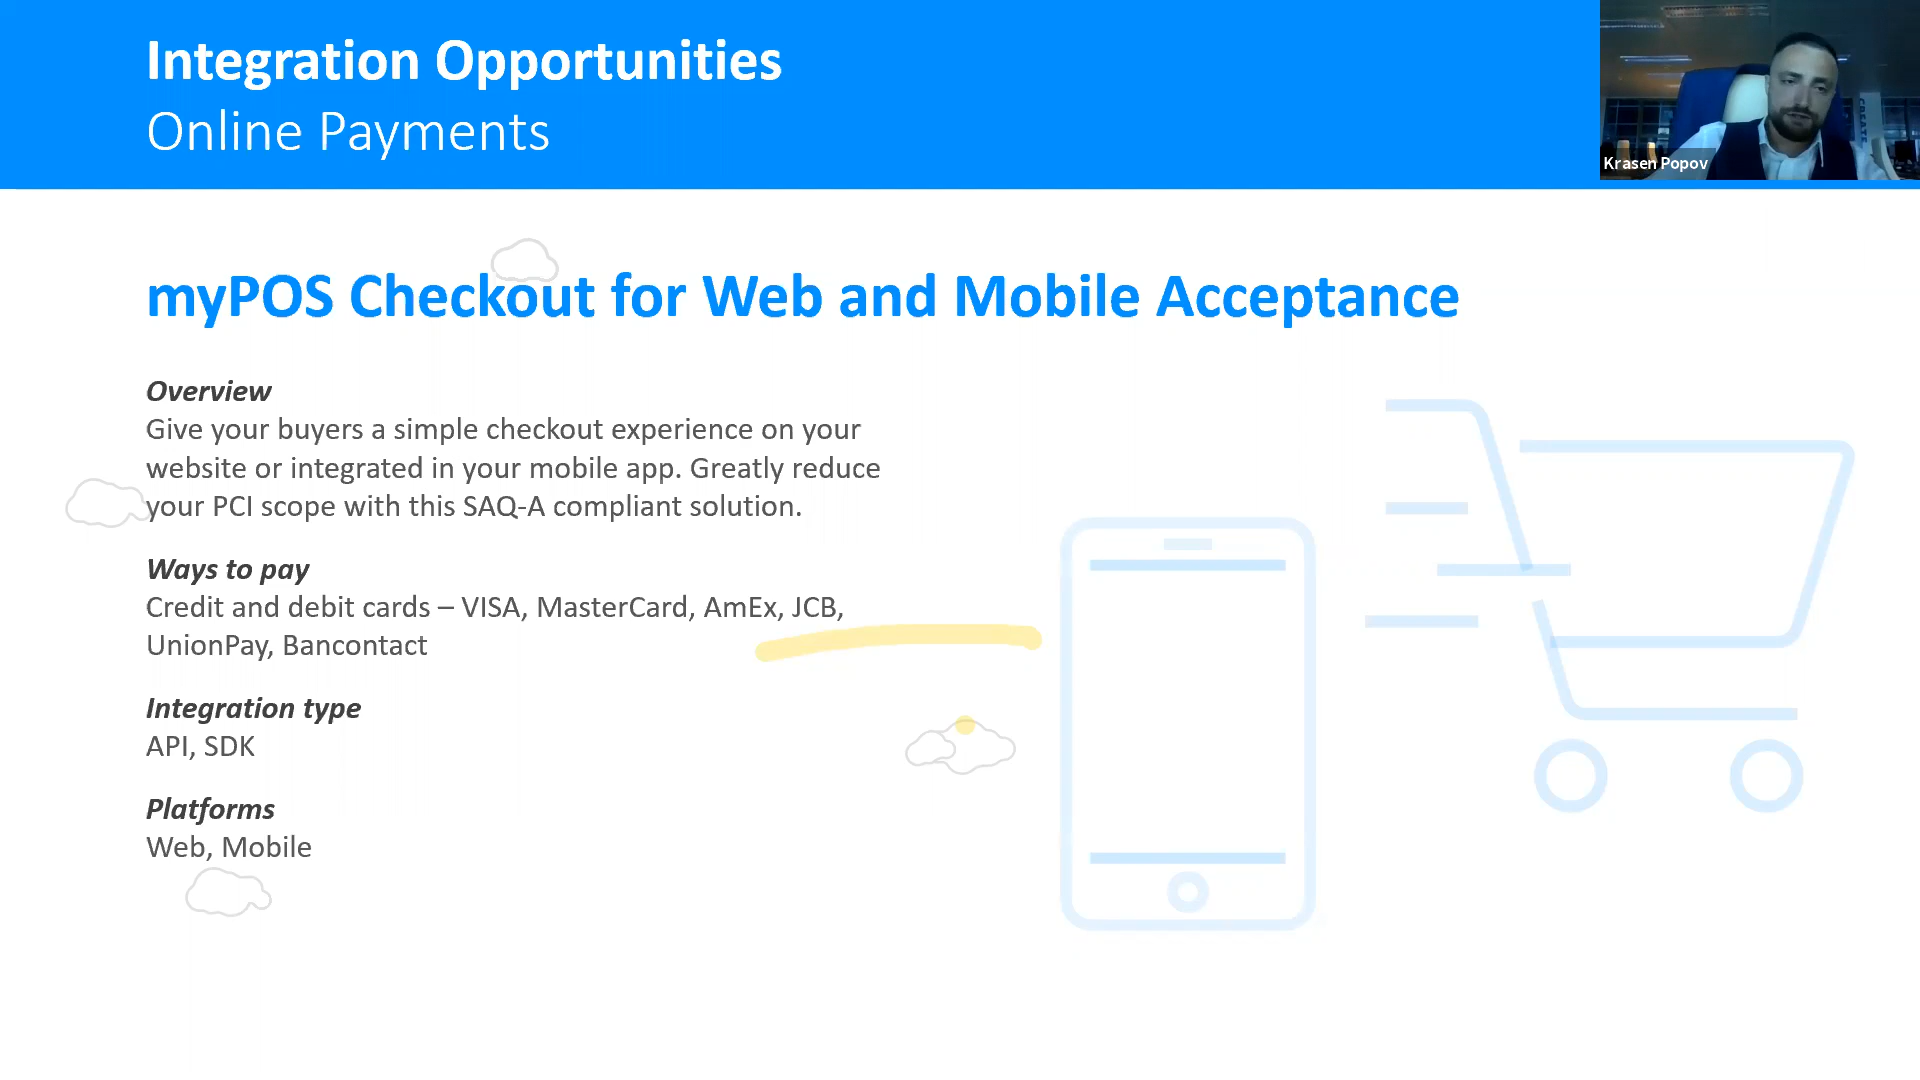 Integration Opportunities
Online Payments
CREATE
Krasen Popov
myPOS Checkout for Web and Mobile Acceptance
Overview
Give your buyers a simple checkout experience on your
website or integrated in your mobile app. Greatly reduce
your PCI scope with this SAQ-A compliant solution.
Ways to pay
Credit and debit cards – VISA, MasterCard, AmEx, JCB,
UnionPay, Bancontact
Integration type
API, SDK
Platforms
Web, Mobile